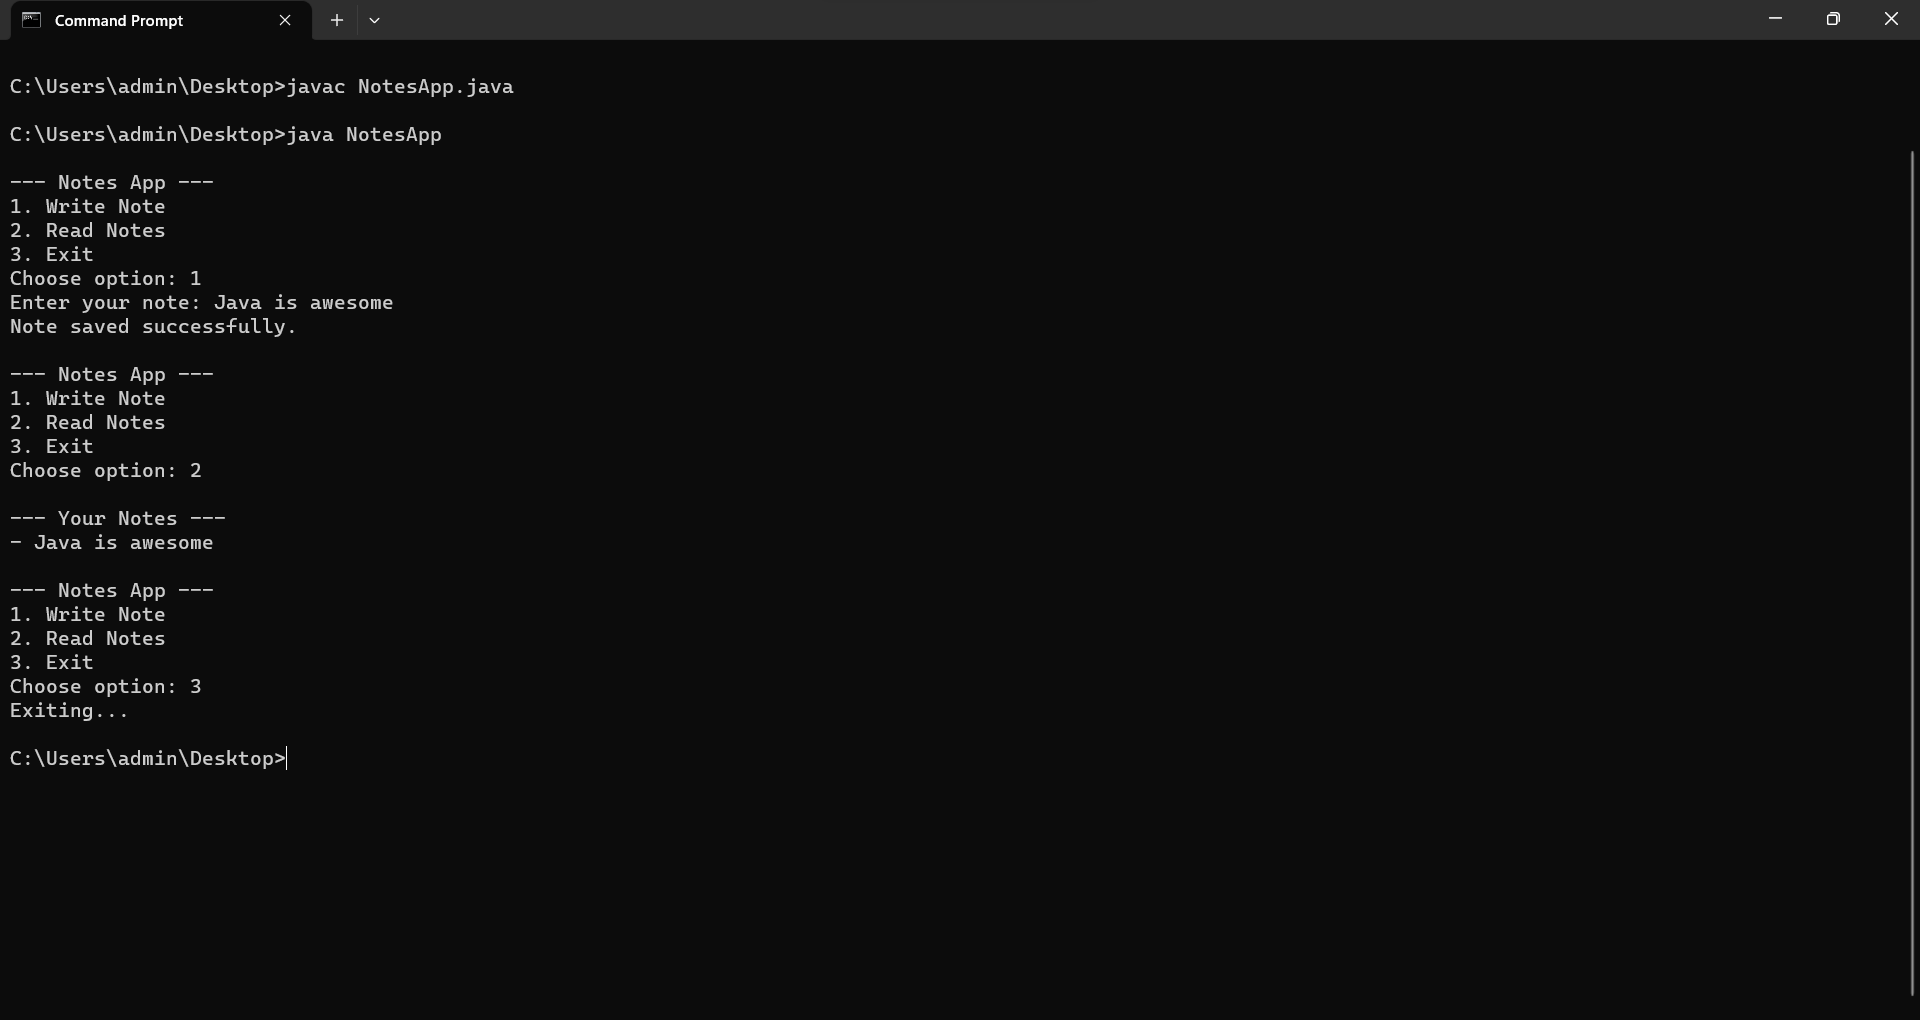 Command Prompt
C:\Users\admin\Desktop>javac NotesApp.java
C:\Users\admin\Desktop>java NotesApp
--- Notes App ---
1. Write Note
2. Read Notes
3. Exit
Choose option: 1
Enter your note: Java is awesome
Note saved successfully.
--- Notes App ---
1. Write Note
2. Read Notes
3. Exit
Choose option: 2
--- Your Notes ---
- Java is awesome
--- Notes App ---
1. Write Note
2. Read Notes
3. Exit
Choose option: 3
Exiting...
C:\Users\admin\Desktop>